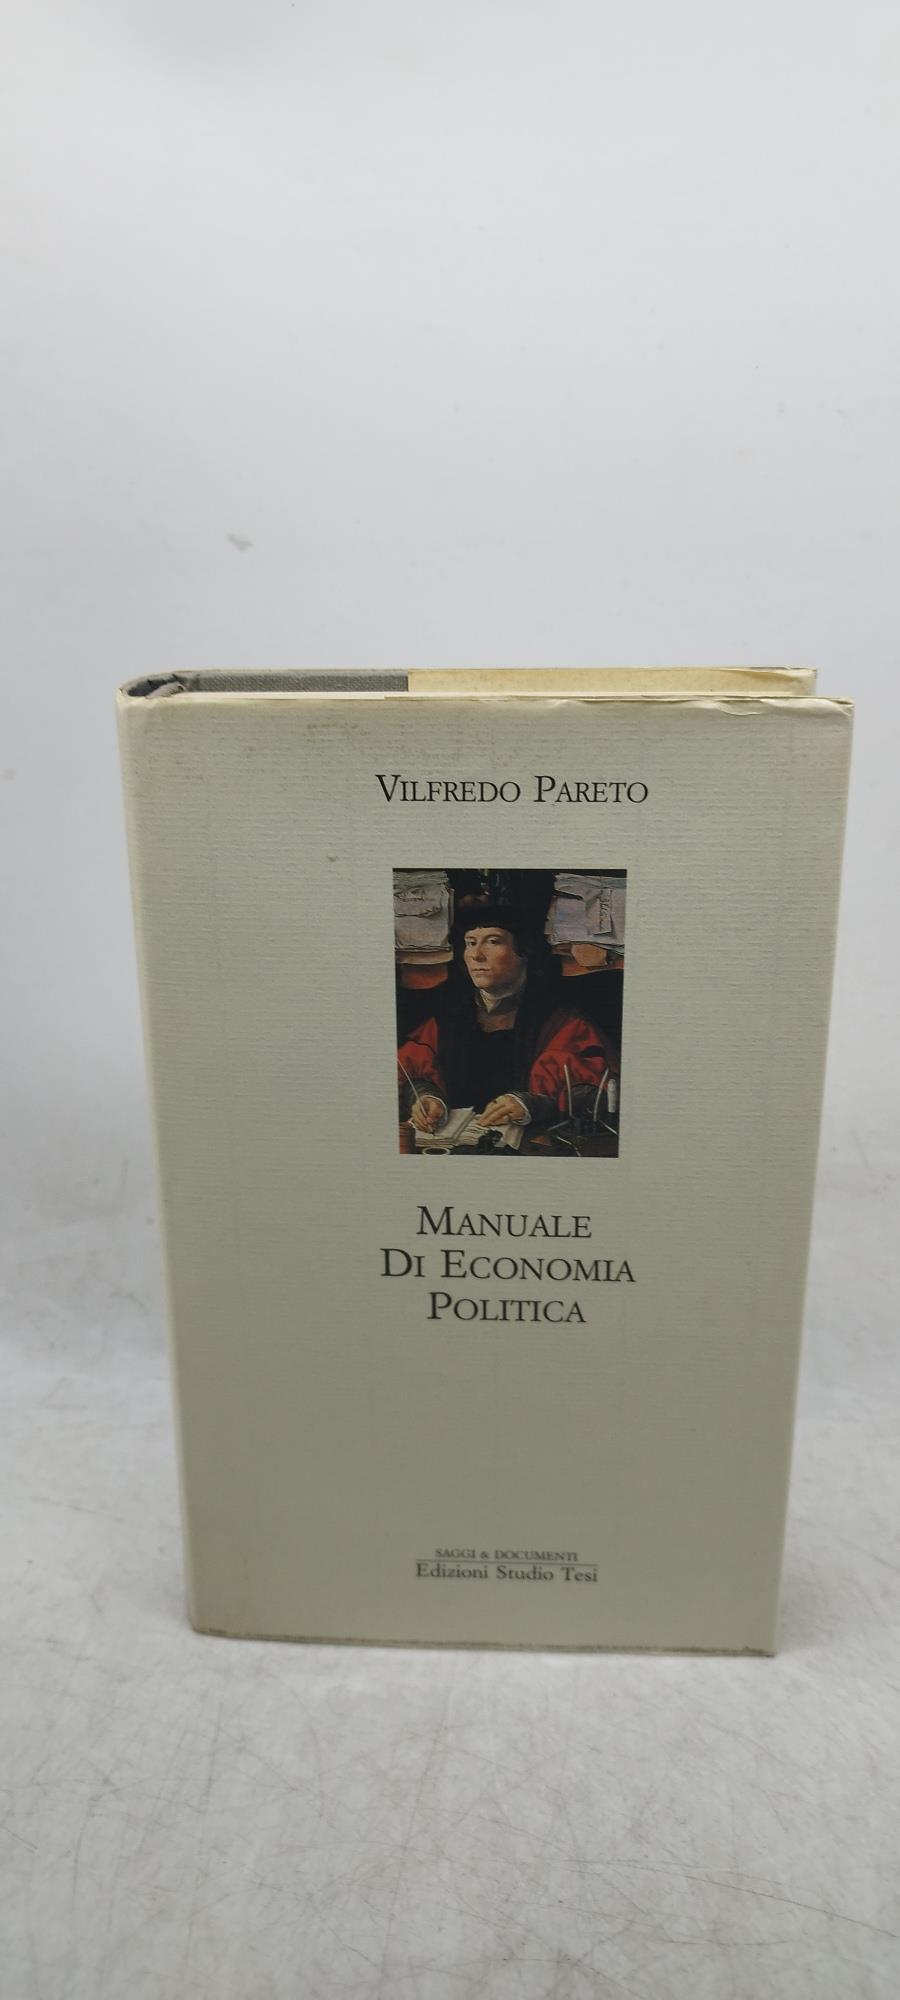 VILFREDO PARETO
MANUALE
DI ECONOMIA
POLITICA
SAGGI & DOCUMENTI
Edizioni Studio Tesi